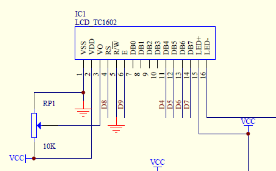 IC1
LCD_TC1602
VSS VDD VO RS R/W E DB0 DB1 DB2 DB3 DB4 DB5 DB6 DB7 LED+ LED-
1 2 3 4 5 6 7 8 9 10 11 12 13 14 15 16
D8 D9 D4 D5 D6 D7
RP1
VCC
10K
VCC
VCC